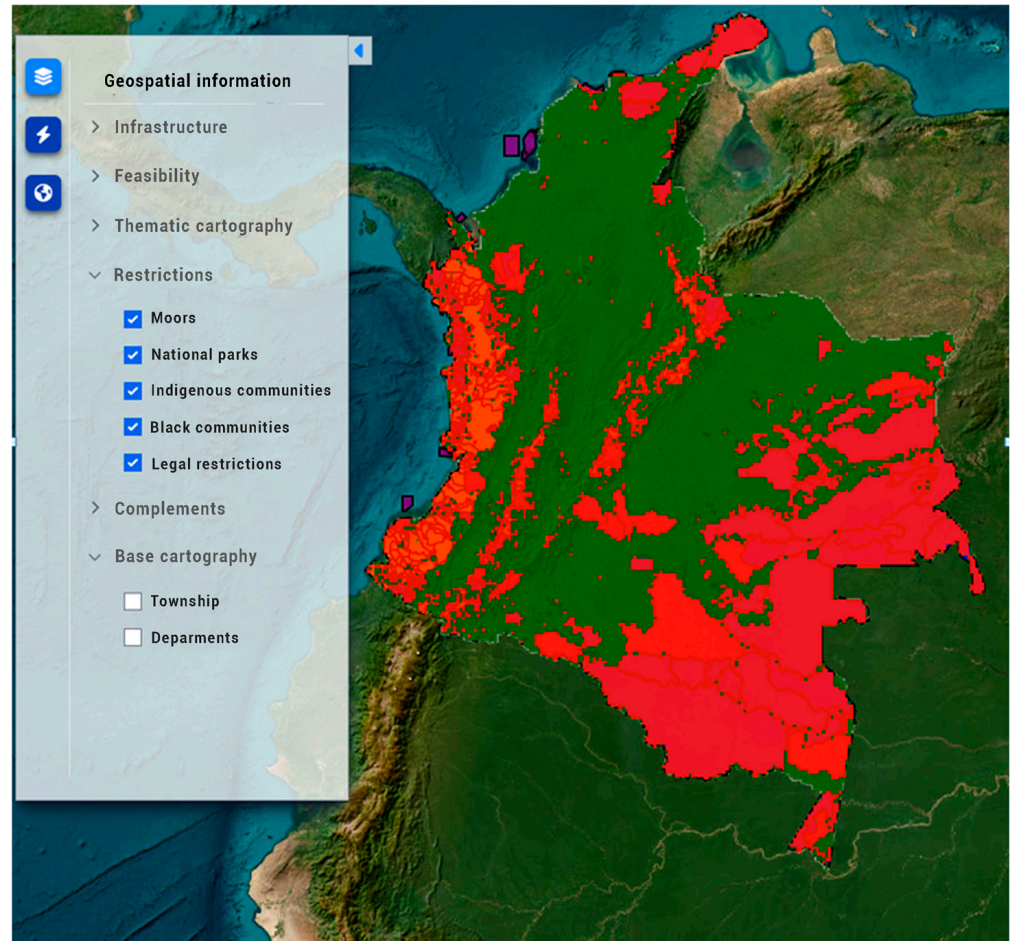 Geospatial information
Infrastructure
Feasibility
Thematic cartography
Restrictions
Moors
National parks
Indigenous communities
Black communities
Legal restrictions
Complements
Base cartography
Township
Deparments